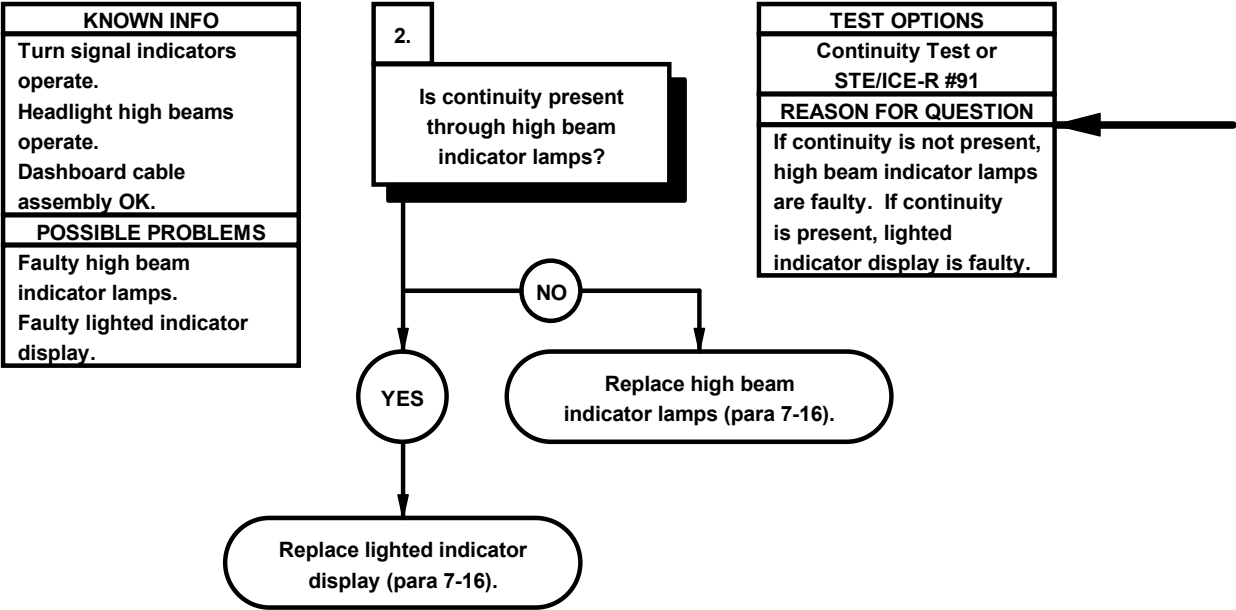 KNOWN INFO
Turn signal indicators
operate.
Headlight high beams
operate.
Dashboard cable
assembly OK.
POSSIBLE PROBLEMS
Faulty high beam
indicator lamps.
Faulty lighted indicator
display.
2.
Is continuity present
through high beam
indicator lamps?
TEST OPTIONS
Continuity Test or
STE/ICE-R #91
REASON FOR QUESTION
If continuity is not present,
high beam indicator lamps
are faulty.  If continuity
is present, lighted
indicator display is faulty.
NO
YES
Replace high beam
indicator lamps (para 7-16).
Replace lighted indicator
display (para 7-16).